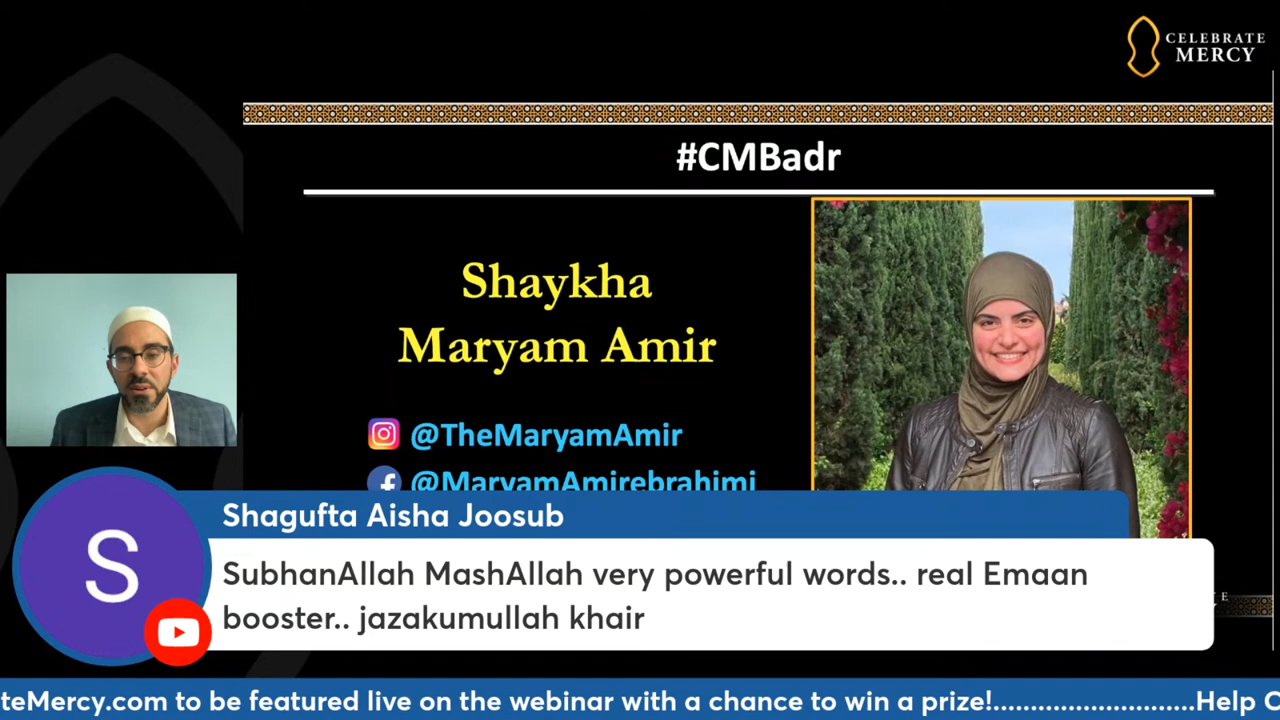 CELEBRATE
MERCY
#CMBadr
Shaykha
Maryam Amir
@TheMaryamAmir
@MaryamAmirebrahimi
S
Shagufta Aisha Joosub
SubhanAllah MashAllah very powerful words.. real Emaan
booster.. jazakumullah khair
teMercy.com to be featured live on the webinar with a chance to win a prize!..............................Help